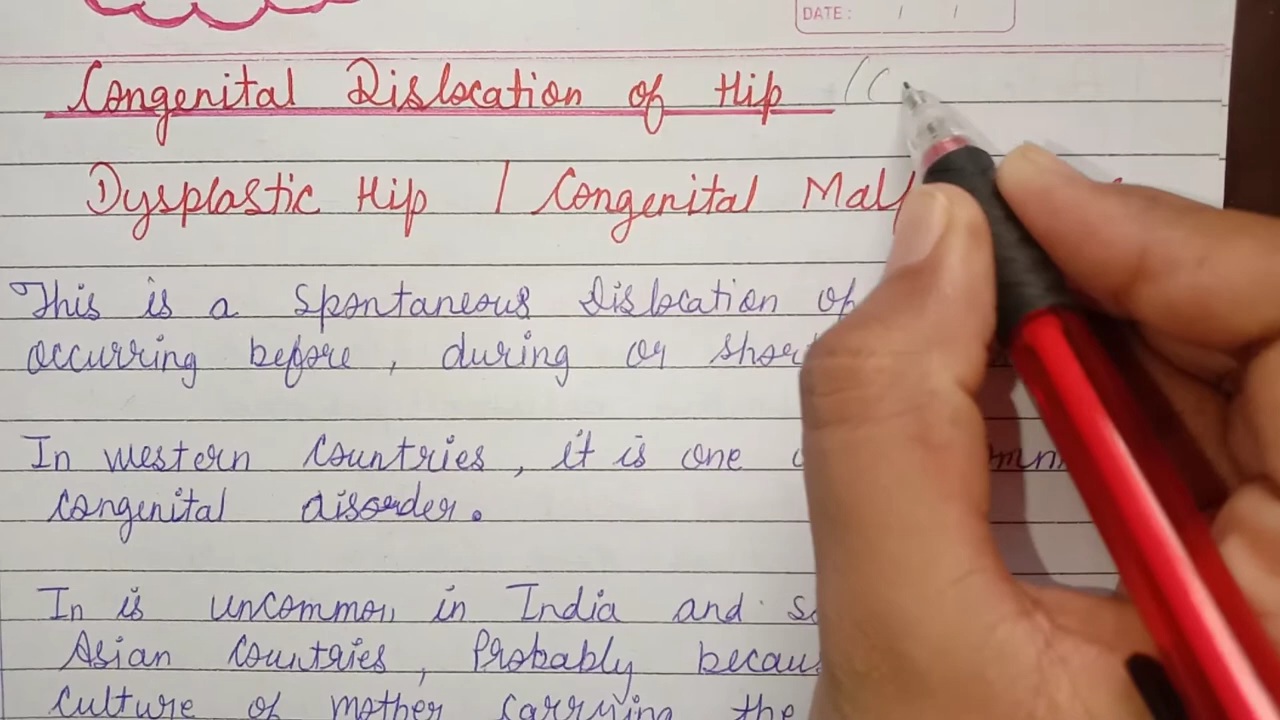 DATE : / /
Congenital Dislocation of Hip (C
Dysplastic Hip / Congenital
This is a Spontaneous Dislocation of
occurring before, during or
In western Countries, it is one
congenital disorder.
In is uncommon in India and
Asian Countries, Probably
culture of mother carrying the